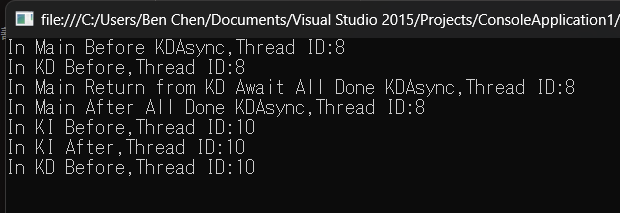 file:///C:/Users/Ben Chen/Documents/Visual Studio 2015/Projects/ConsoleApplication1/
In Main Before KDAsync,Thread ID:8
In KD Before,Thread ID:8
In Main Return from KD Await All Done KDAsync,Thread ID:8
In Main After All Done KDAsync,Thread ID:8
In KI Before,Thread ID:10
In KI After,Thread ID:10
In KD Before,Thread ID:10